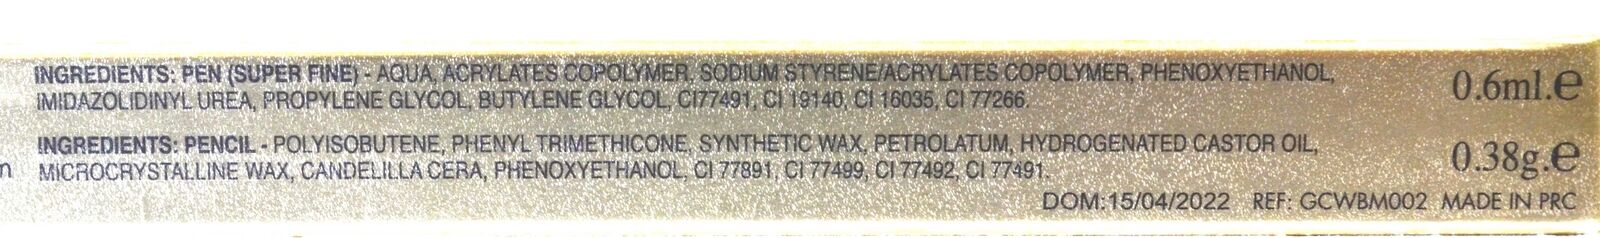 INGREDIENTS: PEN (SUPER FINE) - AQUA, ACRYLATES COPOLYMER, SODIUM STYRENE/ACRYLATES COPOLYMER, PHENOXYETHANOL,
IMIDAZOLIDINYL UREA, PROPYLENE GLYCOL, BUTYLENE GLYCOL, CI77491, CI 19140, CI 16035, CI 77266.
0.6ml.e
INGREDIENTS: PENCIL - POLYISOBUTENE, PHENYL TRIMETHICONE, SYNTHETIC WAX, PETROLATUM, HYDROGENATED CASTOR OIL,
MICROCRYSTALLINE WAX, CANDELILLA CERA, PHENOXYETHANOL, CI 77891, CI 77499, CI 77492, CI 77491.
0.38g.e
DOM:15/04/2022 REF: GCWBM002 MADE IN PRC